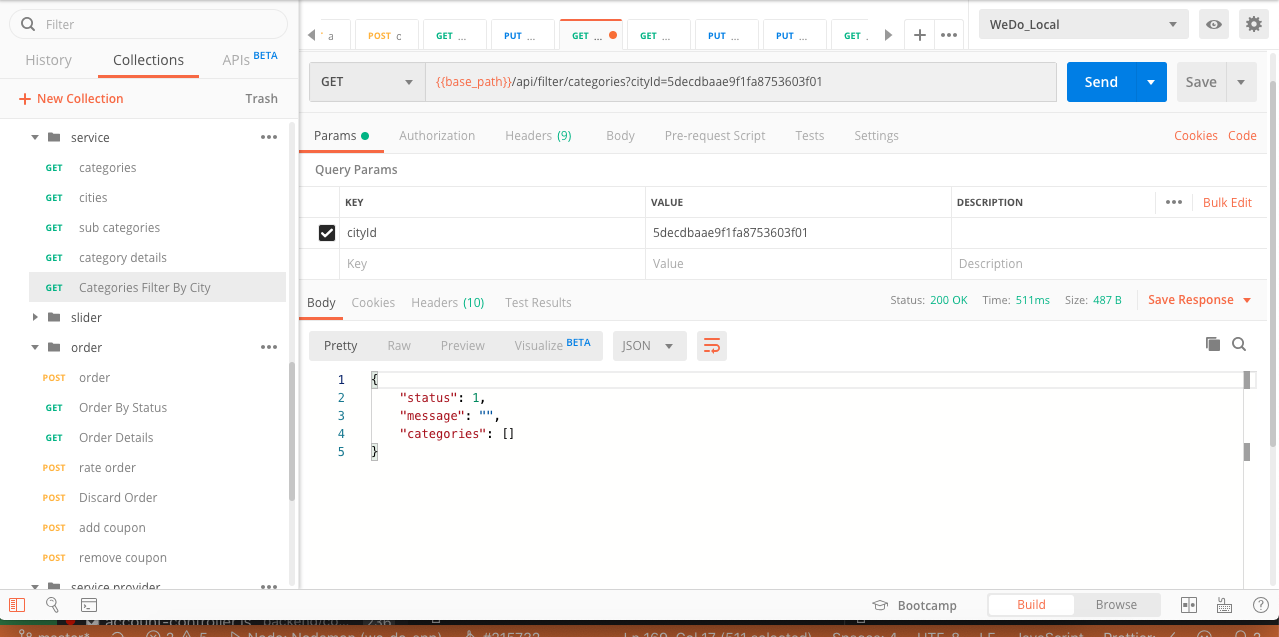 Filter
History
Collections
APIs BETA
+ New Collection
Trash
service
GET categories
GET cities
GET sub categories
GET category details
GET Categories Filter By City
slider
order
POST order
GET Order By Status
GET Order Details
POST rate order
POST Discard Order
POST add coupon
POST remove coupon
service provider
a
POST c
GET ...
PUT ...
GET ...
GET ...
PUT ...
PUT ...
GET .
WeDo_Local
GET
{{base_path}}/api/filter/categories?cityId=5decdbaae9f1fa8753603f01
Send
Save
Params
Authorization
Headers (9)
Body
Pre-request Script
Tests
Settings
Cookies Code
Query Params
KEY
VALUE
DESCRIPTION
Bulk Edit
cityId
5decdbaae9f1fa8753603f01
Key
Value
Description
Body
Cookies
Headers (10)
Test Results
Status: 200 OK
Time: 511ms
Size: 487 B
Save Response
Pretty
Raw
Preview
Visualize BETA
JSON
1 {
2 "status": 1,
3 "message": "",
4 "categories": []
5 }
Bootcamp
Build
Browse
account-controller.js
master*